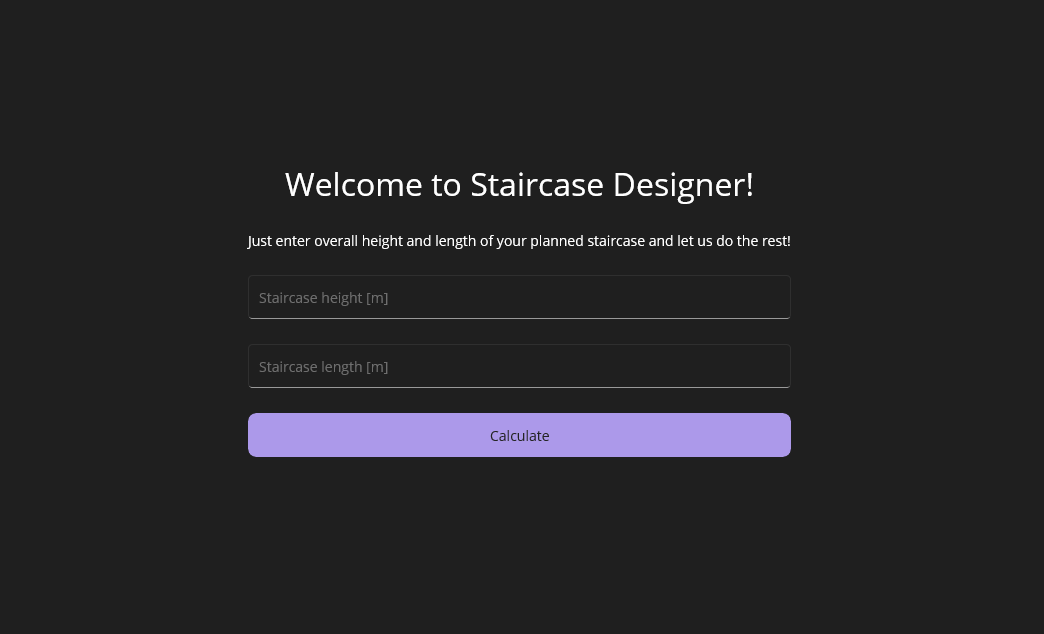 Welcome to Staircase Designer!
Just enter overall height and length of your planned staircase and let us do the rest!
Staircase height [m]
Staircase length [m]
Calculate